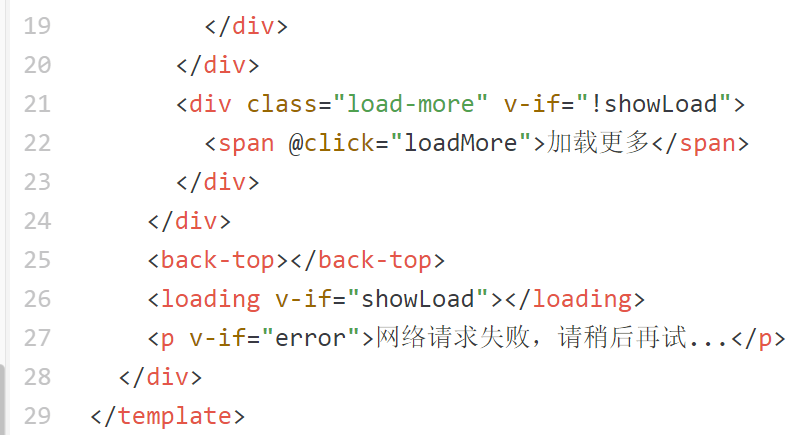 19 </div>
20 </div>
21 <div class="load-more" v-if="!showLoad">
22 <span @click="loadMore">加载更多</span>
23 </div>
24 </div>
25 <back-top></back-top>
26 <loading v-if="showLoad"></loading>
27 <p v-if="error">网络请求失败，请稍后再试...</p>
28 </div>
29 </template>